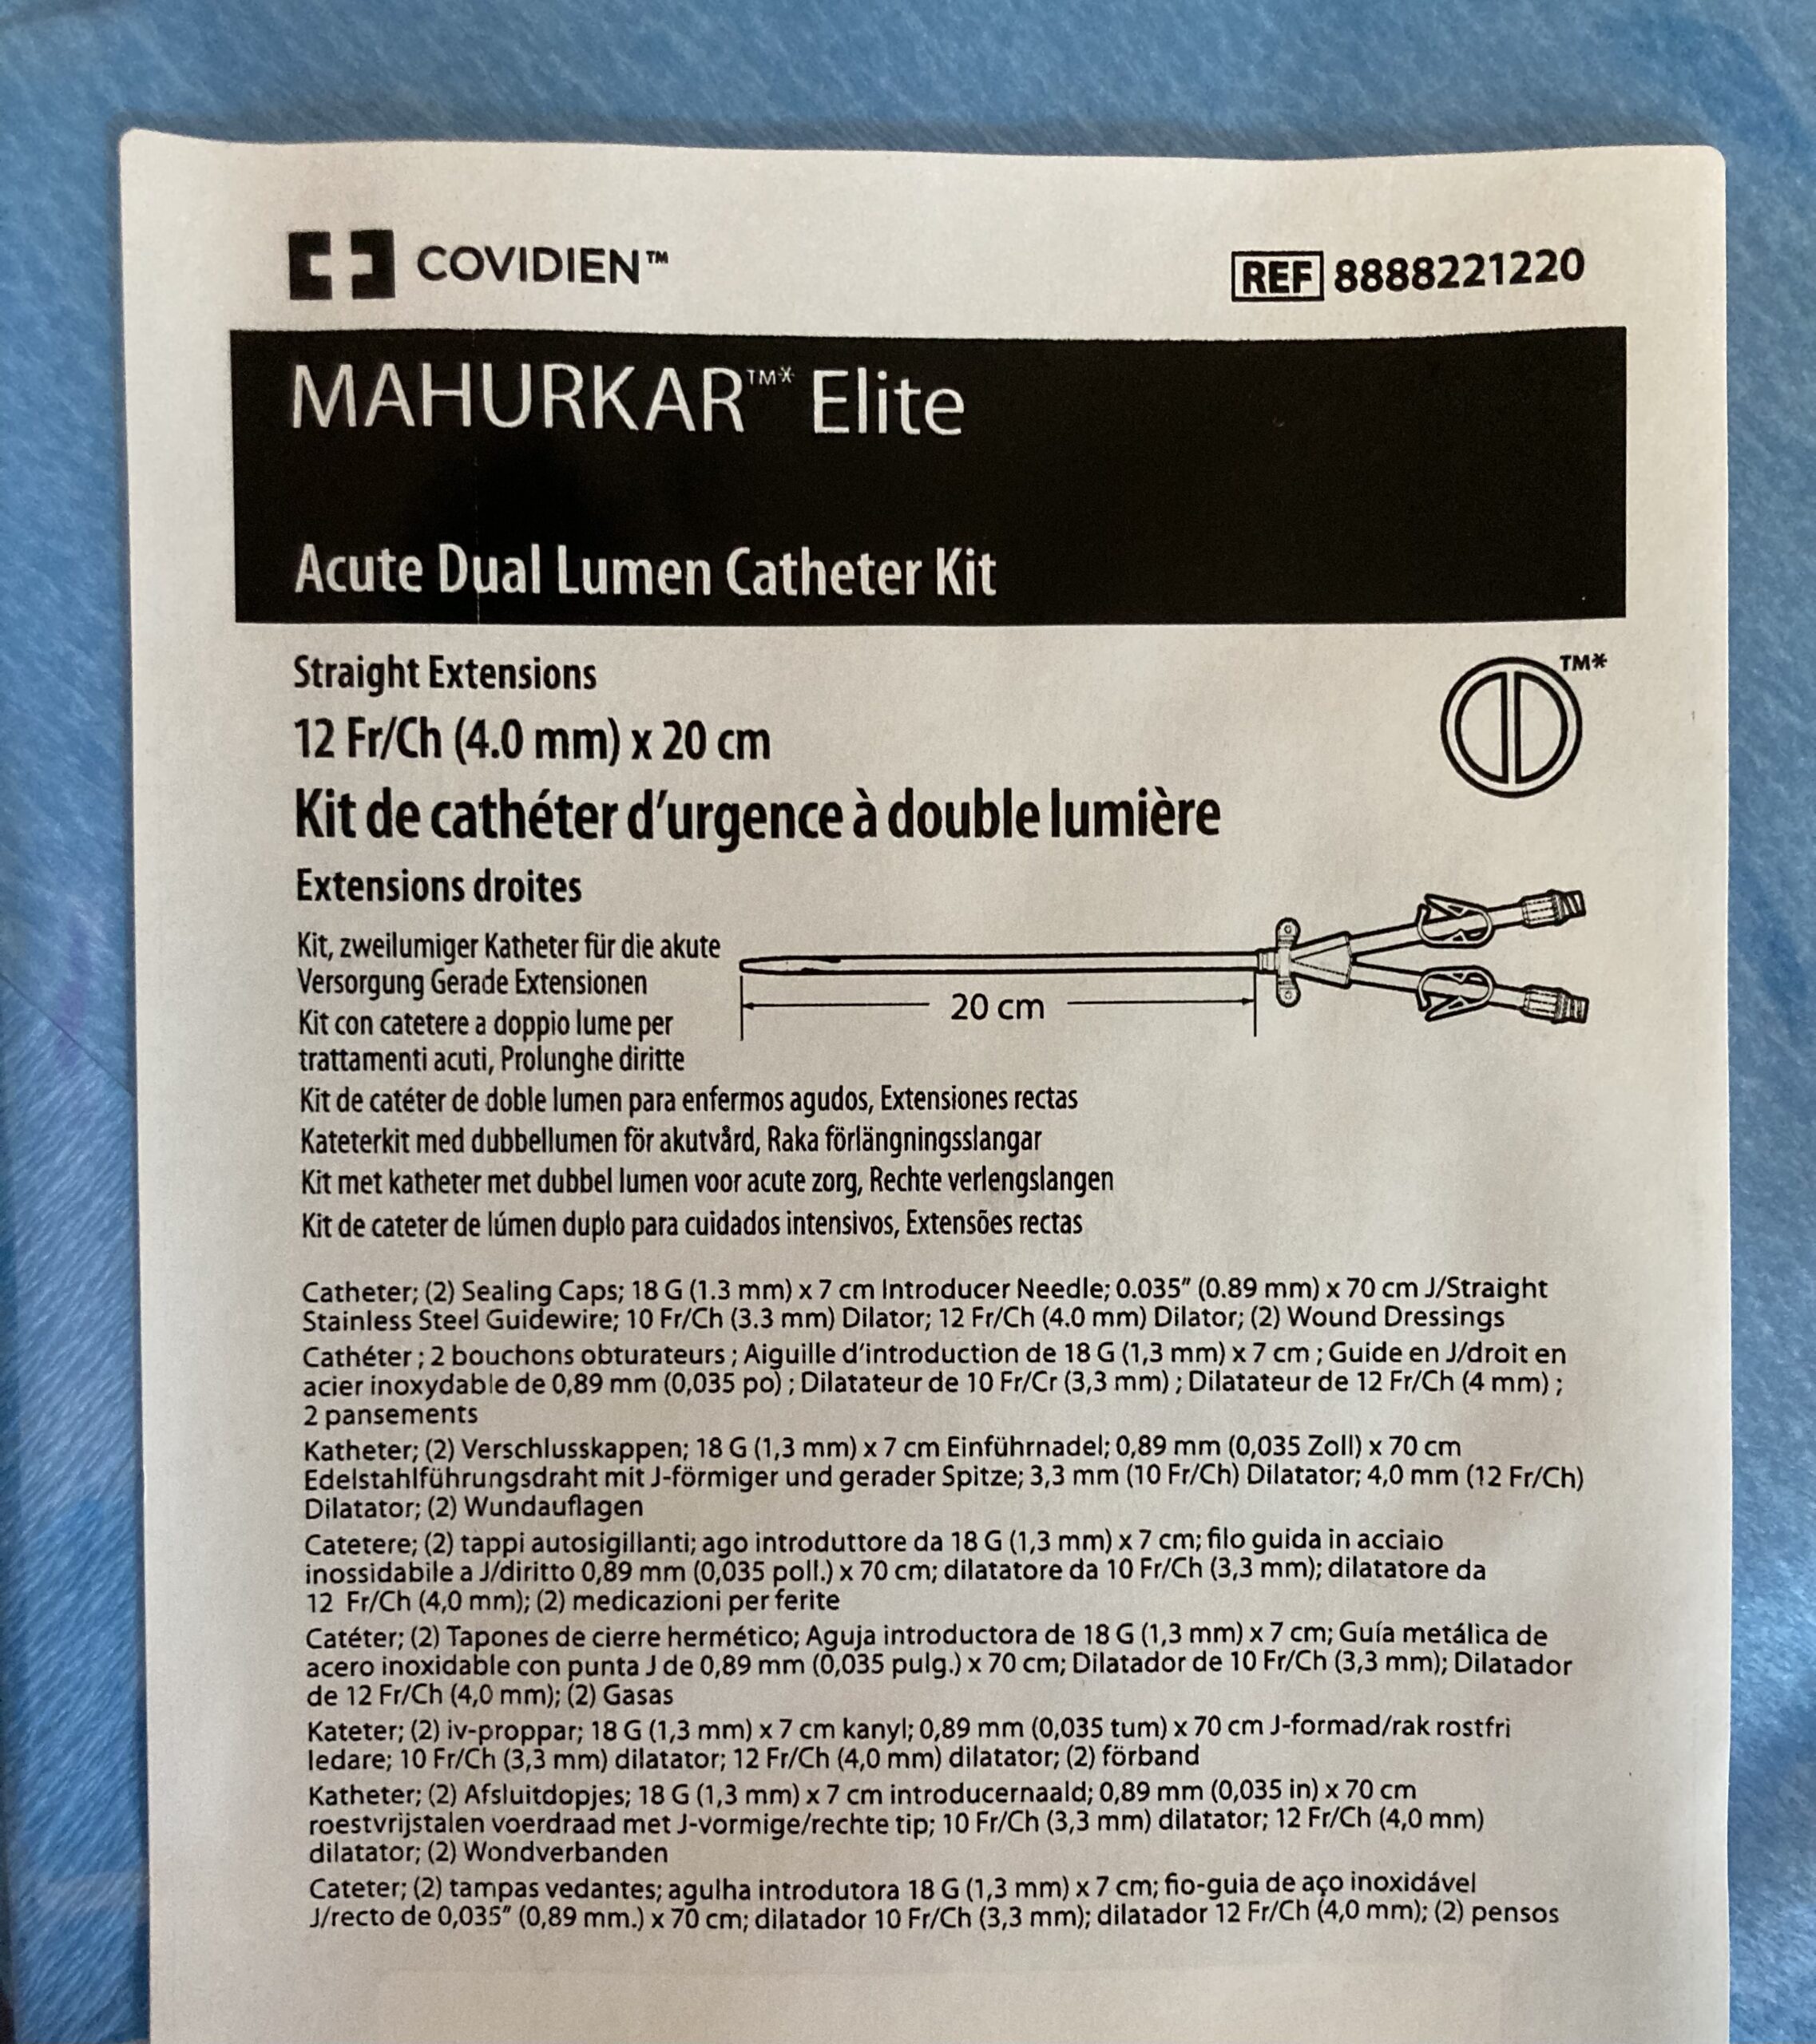 COVIDIEN™
REF 8888221220
MAHURKAR™* Elite
Acute Dual Lumen Catheter Kit
Straight Extensions
12 Fr/Ch (4.0 mm) x 20 cm
TM*
Kit de cathéter d'urgence à double lumière
Extensions droites
Kit, zweilumiger Katheter für die akute
Versorgung Gerade Extensionen
Kit con catetere a doppio lume per
trattamenti acuti, Prolunghe diritte
20 cm
Kit de catéter de doble lumen para enfermos agudos, Extensiones rectas
Kateterkit med dubbellumen för akutvård, Raka förlängningsslangar
Kit met katheter met dubbel lumen voor acute zorg, Rechte verlengslangen
Kit de cateter de lúmen duplo para cuidados intensivos, Extensões rectas
Catheter; (2) Sealing Caps; 18 G (1.3 mm) x 7 cm Introducer Needle; 0.035" (0.89 mm) x 70 cm J/Straight
Stainless Steel Guidewire; 10 Fr/Ch (3.3 mm) Dilator; 12 Fr/Ch (4.0 mm) Dilator; (2) Wound Dressings
Cathéter ; 2 bouchons obturateurs ; Aiguille d'introduction de 18 G (1,3 mm) x 7 cm ; Guide en J/droit en
acier inoxydable de 0,89 mm (0,035 po) ; Dilatateur de 10 Fr/Cr (3,3 mm) ; Dilatateur de 12 Fr/Ch (4 mm) ;
2 pansements
Katheter; (2) Verschlusskappen; 18 G (1,3 mm) x 7 cm Einführnadel; 0,89 mm (0,035 Zoll) x 70 cm
Edelstahlführungsdraht mit J-förmiger und gerader Spitze; 3,3 mm (10 Fr/Ch) Dilatator; 4,0 mm (12 Fr/Ch)
Dilatator; (2) Wundauflagen
Catetere; (2) tappi autosigillanti; ago introduttore da 18 G (1,3 mm) x 7 cm; filo guida in acciaio
inossidabile a J/diritto 0,89 mm (0,035 poll.) x 70 cm; dilatatore da 10 Fr/Ch (3,3 mm); dilatatore da
12 Fr/Ch (4,0 mm); (2) medicazioni per ferite
Catéter; (2) Tapones de cierre hermético; Aguja introductora de 18 G (1,3 mm) x 7 cm; Guía metálica de
acero inoxidable con punta J de 0,89 mm (0,035 pulg.) x 70 cm; Dilatador de 10 Fr/Ch (3,3 mm); Dilatador
de 12 Fr/Ch (4,0 mm); (2) Gasas
Kateter; (2) iv-proppar; 18 G (1,3 mm) x 7 cm kanyl; 0,89 mm (0,035 tum) x 70 cm J-formad/rak rostfri
ledare; 10 Fr/Ch (3,3 mm) dilatator; 12 Fr/Ch (4,0 mm) dilatator; (2) förband
Katheter; (2) Afsluitdopjes; 18 G (1,3 mm) x 7 cm introducernaald; 0,89 mm (0,035 in) x 70 cm
roestvrijstalen voerdraad met J-vormige/rechte tip; 10 Fr/Ch (3,3 mm) dilatator; 12 Fr/Ch (4,0 mm)
dilatator; (2) Wondverbanden
Cateter; (2) tampas vedantes; agulha introdutora 18 G (1,3 mm) x 7 cm; fio-guia de aço inoxidável
J/recto de 0,035" (0,89 mm.) x 70 cm; dilatador 10 Fr/Ch (3,3 mm); dilatador 12 Fr/Ch (4,0 mm); (2) pensos